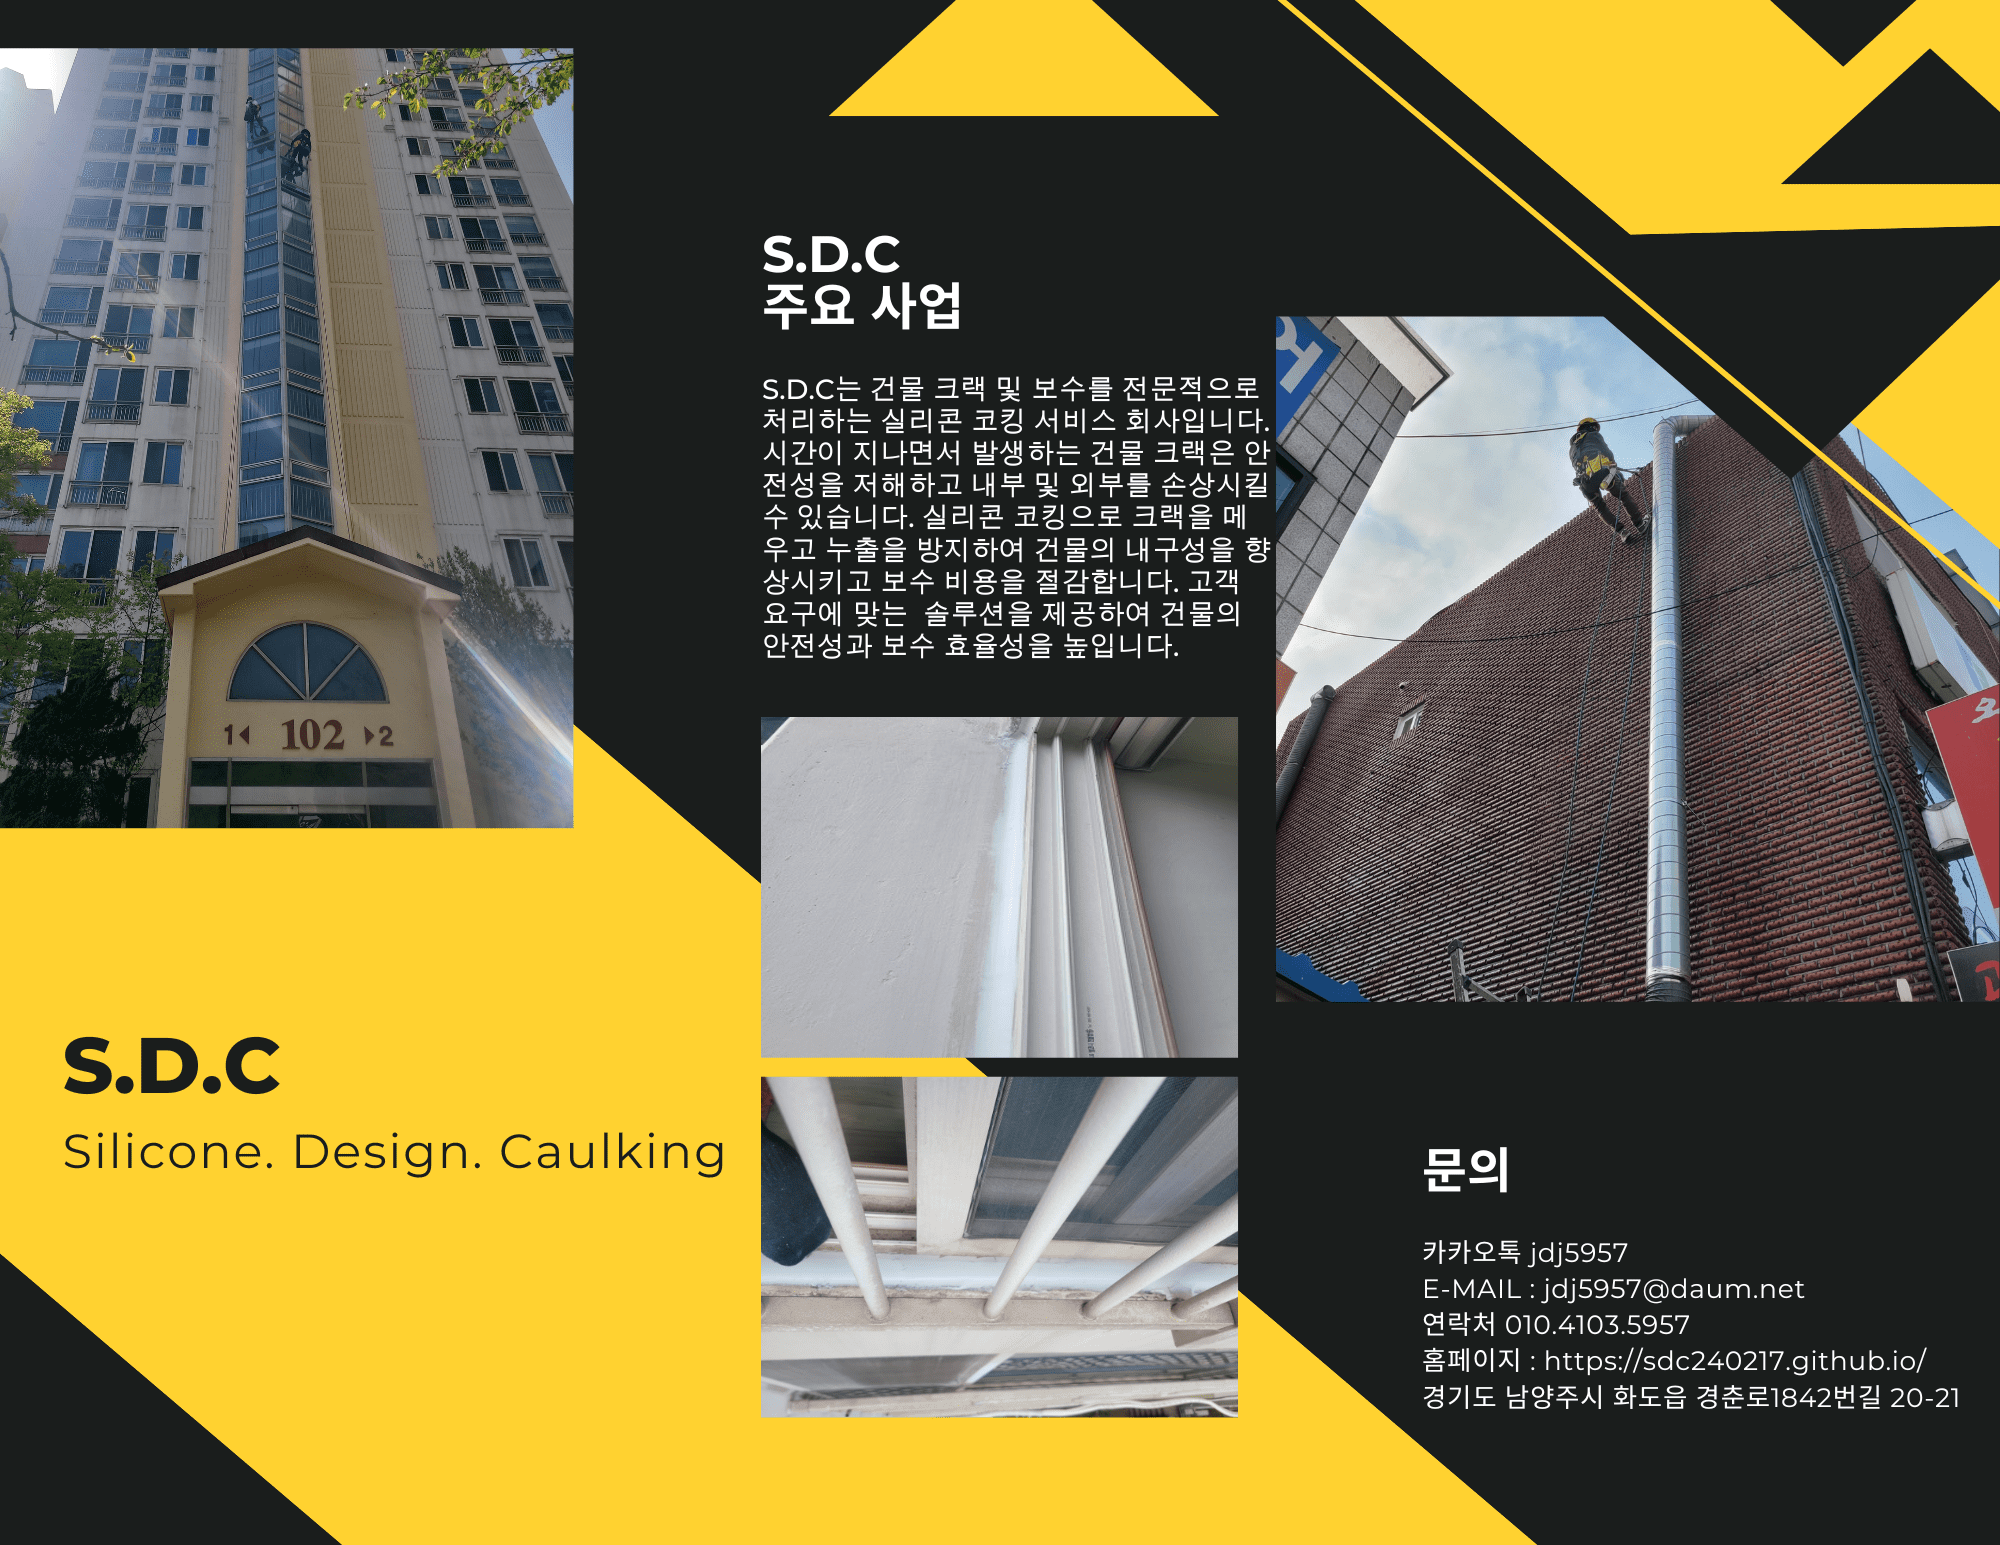 1 102 2
S.D.C
Silicone. Design. Caulking
S.D.C
주요 사업
S.D.C는 건물 크랙 및 보수를 전문적으로
처리하는 실리콘 코킹 서비스 회사입니다.
시간이 지나면서 발생하는 건물 크랙은 안
전성을 저해하고 내부 및 외부를 손상시킬
수 있습니다. 실리콘 코킹으로 크랙을 메
우고 누출을 방지하여 건물의 내구성을 향
상시키고 보수 비용을 절감합니다. 고객
요구에 맞는  솔루션을 제공하여 건물의
안전성과 보수 효율성을 높입니다.
문의
카카오톡 jdj5957
E-MAIL : jdj5957@daum.net
연락처 010.4103.5957
홈페이지 : https://sdc240217.github.io/
경기도 남양주시 화도읍 경춘로1842번길 20-21